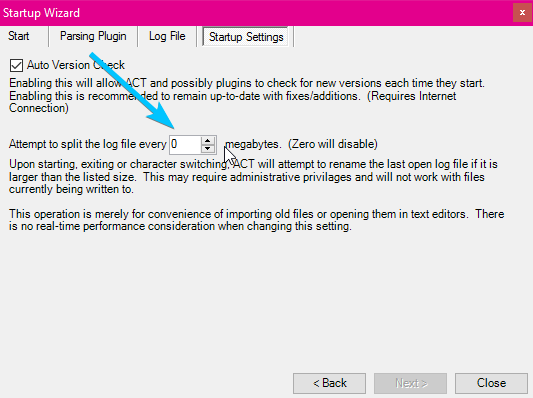 Startup Wizard
x
Start
Parsing Plugin
Log File
Startup Settings
Auto Version Check
Enabling this will allow ACT and possibly plugins to check for new versions each time they start.
Enabling this is recommended to remain up-to-date with fixes/additions. (Requires Internet
Connection)
Attempt to split the log file every 0 megabytes. (Zero will disable)
Upon starting, exiting or character switching, ACT will attempt to rename the last open log file if it is
larger than the listed size. This may require administrative privilages and will not work with files
currently being written to.
This operation is merely for convenience of importing old files or opening them in text editors. There
is no real-time performance consideration when changing this setting.
< Back
Next >
Close